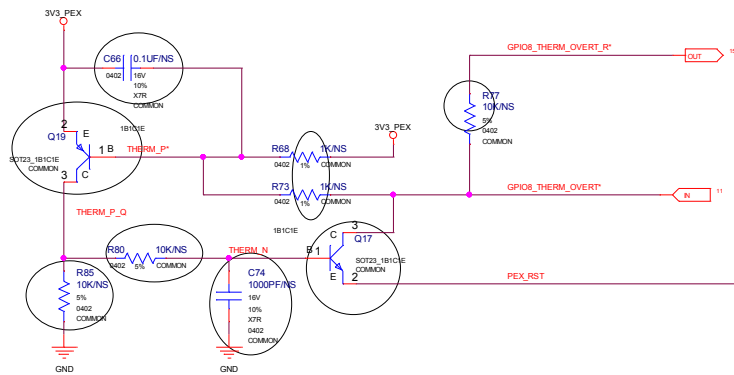 3V3_PEX
GPIO8_THERM_OVERT_R*
OUT
15
C66
0.1UF/NS
0402
16V
10%
X7R
COMMON
R77
10K/NS
5%
0402
COMMON
2
E
Q19
1B1C1E
1 B
THERM_P*
SOT23_1B1C1E
COMMON
C
3
3V3_PEX
R68
1K/NS
0402
1%
COMMON
R73
1K/NS
0402
1%
COMMON
GPIO8_THERM_OVERT*
IN
11
THERM_P_Q
1B1C1E
C
3
Q17
R80
10K/NS
0402
5%
COMMON
THERM_N
B 1
SOT23_1B1C1E
COMMON
E
2
PEX_RST
R85
10K/NS
5%
0402
COMMON
C74
1000PF/NS
16V
10%
X7R
0402
COMMON
GND
GND